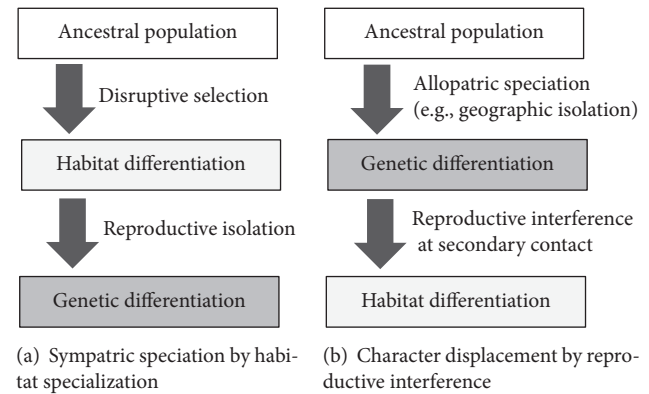 Ancestral population
Disruptive selection
Habitat differentiation
Reproductive isolation
Genetic differentiation
(a) Sympatric speciation by habi-
tat specialization
Ancestral population
Allopatric speciation
(e.g., geographic isolation)
Genetic differentiation
Reproductive interference
at secondary contact
Habitat differentiation
(b) Character displacement by repro-
ductive interference